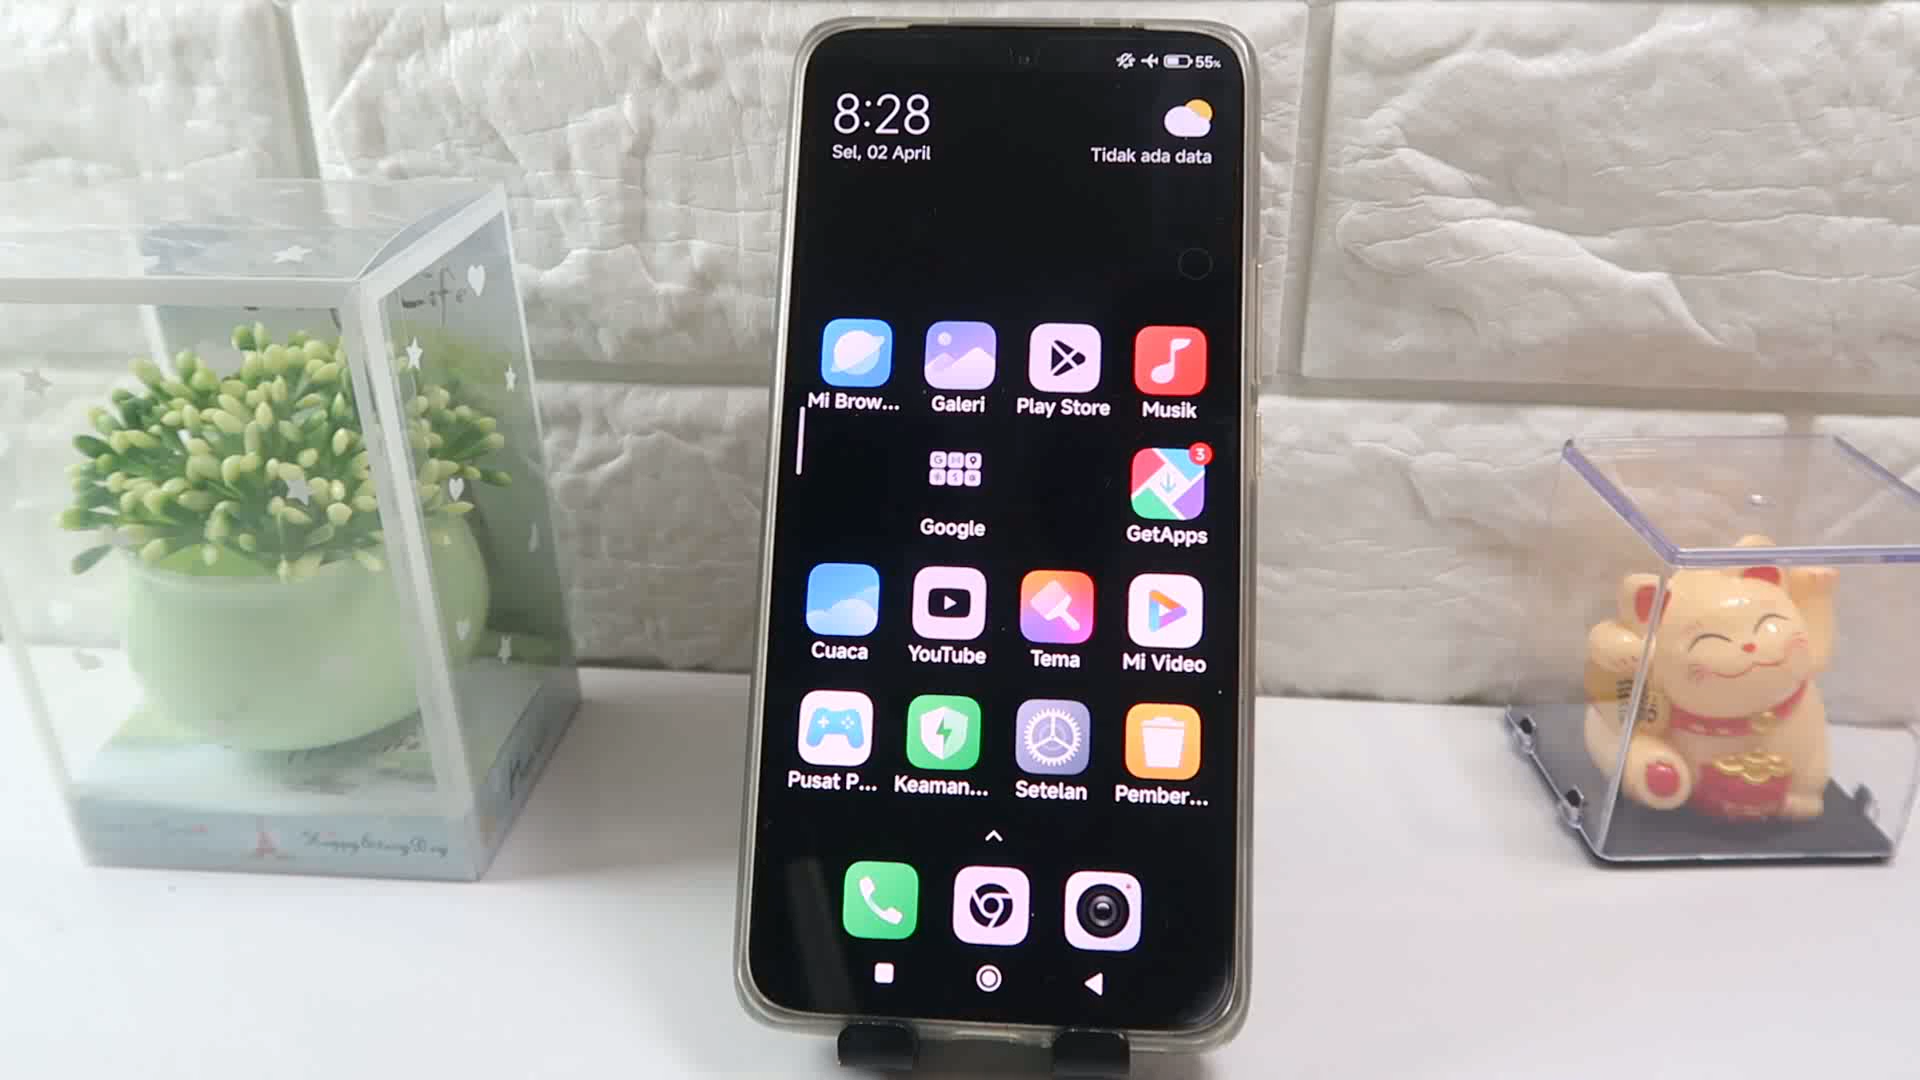 55%
8:28
Sel, 02 April
Tidak ada data
Mi Brow...
Galeri
Play Store
Musik
3
Google
GetApps
Cuaca
YouTube
Tema
Mi Video
Pusat P...
Keaman...
Setelan
Pember...